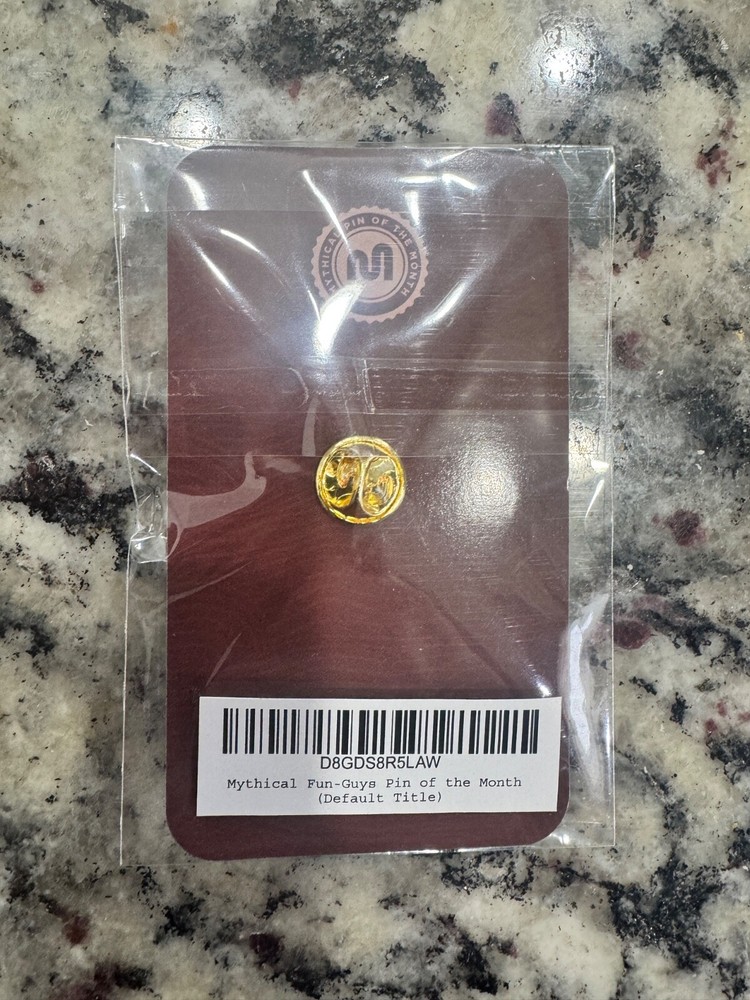 MYTHICAL PIN OF THE MONTH
m
D8GDS8R5LAW
Mythical Fun-Guys Pin of the Month
(Default Title)